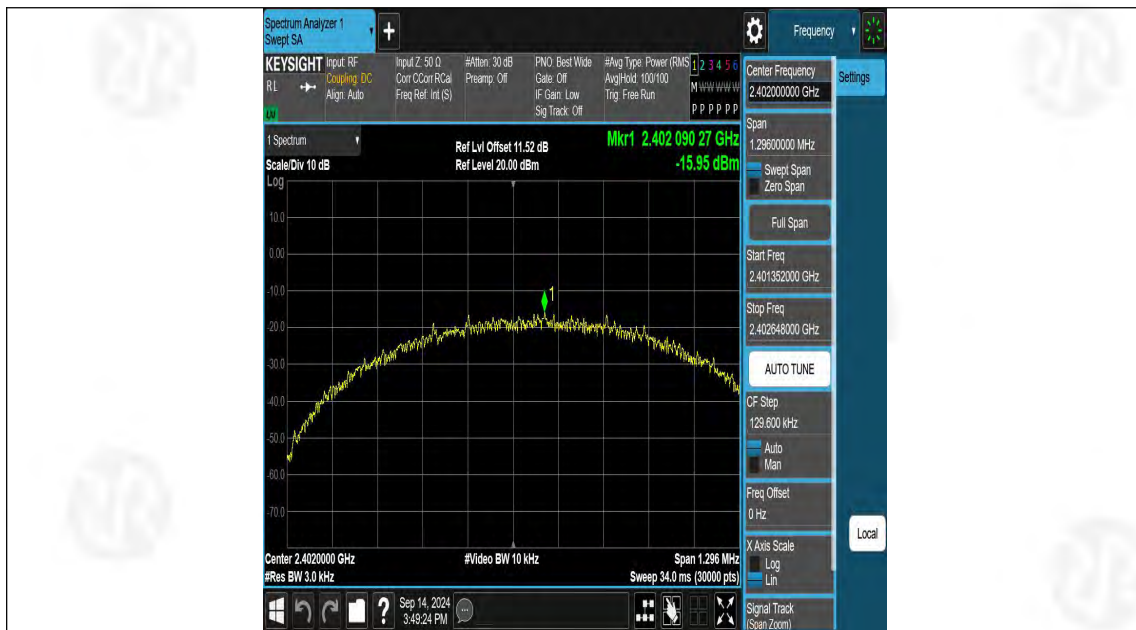 Spectrum Analyzer 1
Swept SA
+
Frequency
KEYSIGHT
RL
LXI
Input: RF
Coupling: DC
Align: Auto
Input Z: 50 Ω
Corr CCorr RCal
Freq Ref: Int (S)
#Atten: 30 dB
Preamp: Off
PNO: Best Wide
Gate: Off
IF Gain: Low
Sig Track: Off
#Avg Type: Power (RMS
Avg|Hold: 100/100
Trig: Free Run
1 2 3 4 5 6
M W W W W W
P P P P P P
1 Spectrum
Scale/Div 10 dB
Log
Ref Lvl Offset 11.52 dB
Ref Level 20.00 dBm
Mkr1 2.402 090 27 GHz
-15.95 dBm
10.0
0.00
-10.0
-20.0
-30.0
-40.0
-50.0
-60.0
-70.0
1
Center 2.4020000 GHz
#Res BW 3.0 kHz
#Video BW 10 kHz
Span 1.296 MHz
Sweep 34.0 ms (30000 pts)
Sep 14, 2024
3:49:24 PM
Center Frequency
2.402000000 GHz
Settings
Span
1.29600000 MHz
Swept Span
Zero Span
Full Span
Start Freq
2.401352000 GHz
Stop Freq
2.402648000 GHz
AUTO TUNE
CF Step
129.600 kHz
Auto
Man
Freq Offset
0 Hz
X Axis Scale
Log
Lin
Local
Signal Track
(Span Zoom)